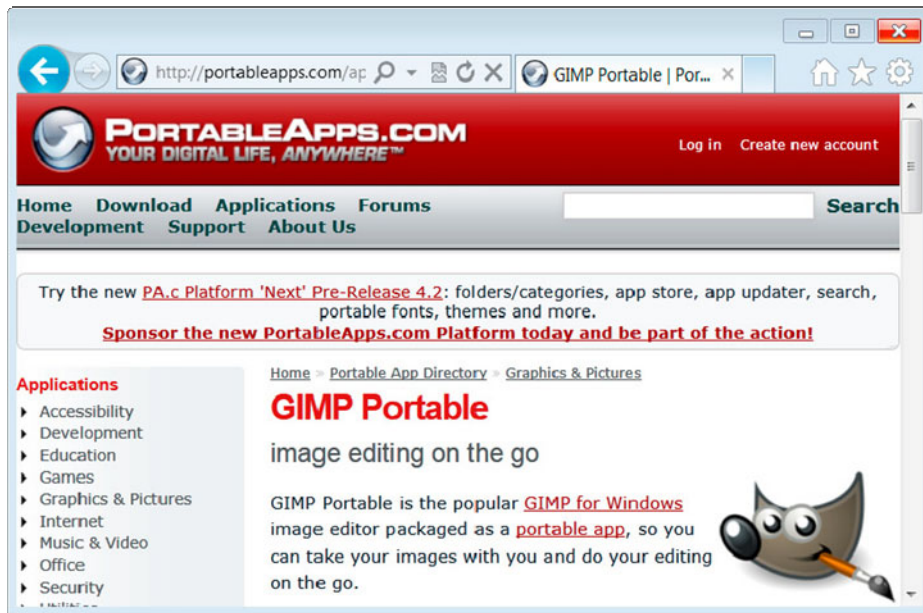 http://portableapps.com/ap
GIMP Portable | Por...
PORTABLEAPPS.COM
YOUR DIGITAL LIFE, ANYWHERE™
Log in Create new account
Home Download Applications Forums
Search
Development Support About Us
Try the new PA.c Platform 'Next' Pre-Release 4.2: folders/categories, app store, app updater, search,
portable fonts, themes and more.
Sponsor the new PortableApps.com Platform today and be part of the action!
Applications
Accessibility
Development
Education
Games
Graphics & Pictures
Internet
Music & Video
Office
Security
Home » Portable App Directory » Graphics & Pictures
GIMP Portable
image editing on the go
GIMP Portable is the popular GIMP for Windows
image editor packaged as a portable app, so you
can take your images with you and do your editing
on the go.